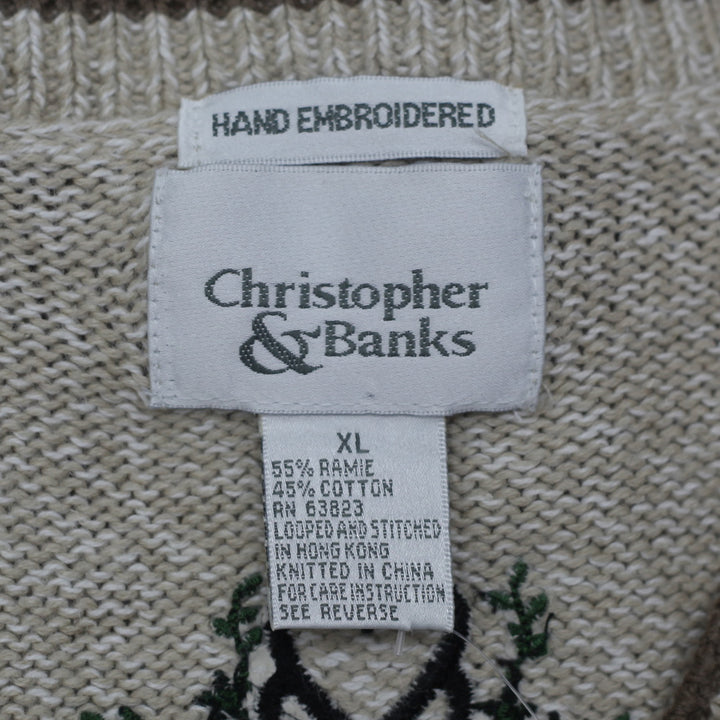 HAND EMBROIDERED
Christopher
& Banks
XL
55% RAMIE
45% COTTON
RN 63823
LOOPED AND STITCHED
IN HONG KONG
KNITTED IN CHINA
FOR CARE INSTRUCTION
SEE REVERSE